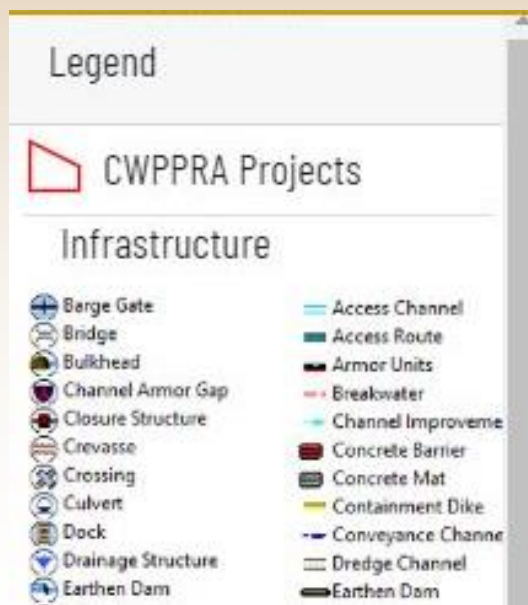 Legend
CWPPRA Projects
Infrastructure
Barge Gate
Bridge
Bulkhead
Channel Armor Gap
Closure Structure
Crevasse
Crossing
Culvert
Dock
Drainage Structure
Earthen Dam
Access Channel
Access Route
Armor Units
Breakwater
Channel Improveme
Concrete Barrier
Concrete Mat
Containment Dike
Conveyance Channe
Dredge Channel
Earthen Dam